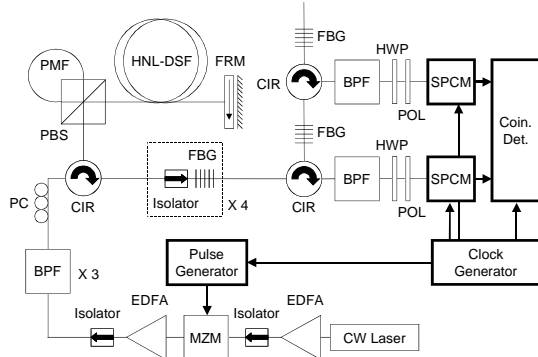 FBG
PMF
HNL-DSF
FRM
HWP
CIR
BPF
SPCM
Coin.
Det.
PBS
POL
FBG
HWP
FBG
PC
CIR
Isolator
X 4
CIR
BPF
SPCM
POL
BPF
X 3
Pulse
Generator
Clock
Generator
EDFA
EDFA
Isolator
Isolator
MZM
CW Laser